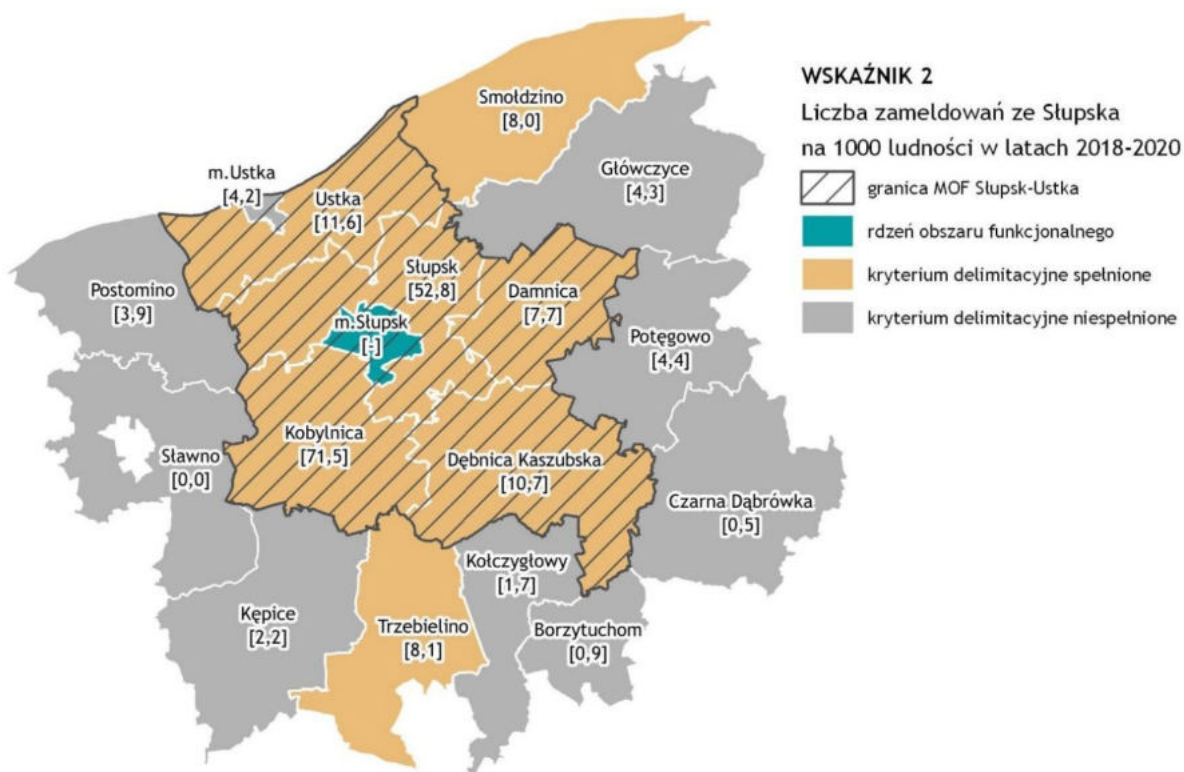 WSKAŹNIK 2
Liczba zameldowań ze Słupska
na 1000 ludności w latach 2018-2020
granica MOF Słupsk-Ustka
rdzeń obszaru funkcjonalnego
kryterium delimitacyjne spełnione
kryterium delimitacyjne niespełnione
Smołdzino
[8,0]
Główczyce
[4,3]
m.Ustka
[4,2]
Ustka
[11,6]
Słupsk
[52,8]
Damnica
[7,7]
Postomino
[3,9]
m.Słupsk
[-]
Potęgowo
[4,4]
Kobylnica
[71,5]
Sławno
[0,0]
Dębnica Kaszubska
[10,7]
Czarna Dąbrówka
[0,5]
Kołczygłowy
[1,7]
Kępice
[2,2]
Trzebielino
[8,1]
Borzytuchom
[0,9]